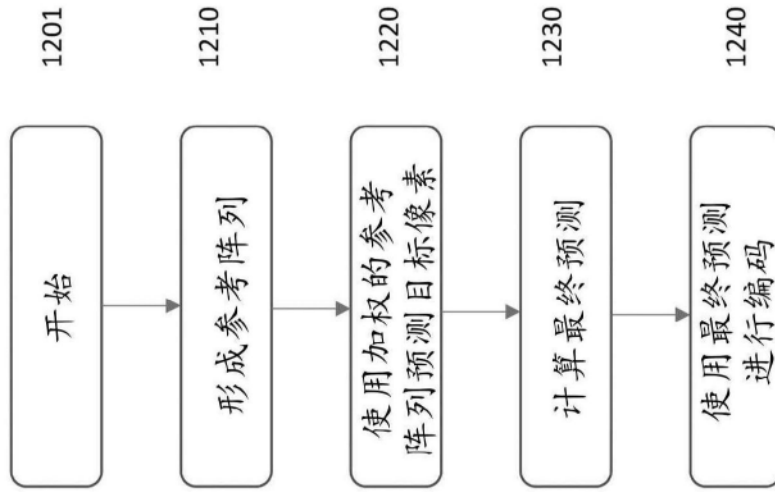 开始
1201
形成参考阵列
1210
使用加权的参考
阵列预测目标像素
1220
计算最终预测
1230
使用最终预测
进行编码
1240